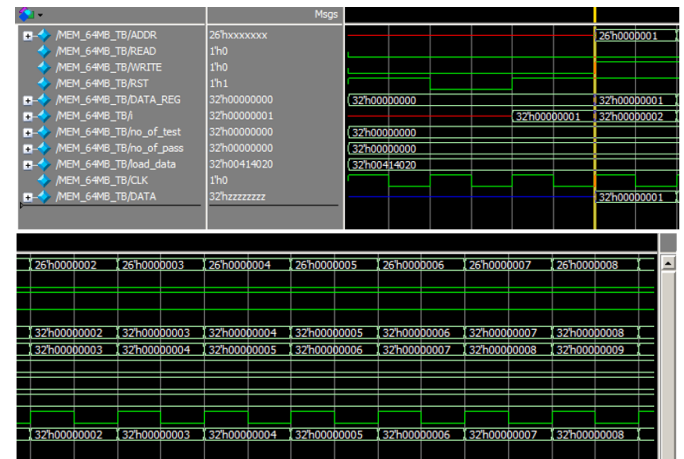 Msgs
/MEM_64MB_TB/ADDR 26'hxxxxxxx 26'h0000001
/MEM_64MB_TB/READ 1'h0
/MEM_64MB_TB/WRITE 1'h0
/MEM_64MB_TB/RST 1'h1
/MEM_64MB_TB/DATA_REG 32'h00000000 32'h00000000 32'h00000001
/MEM_64MB_TB/i 32'h00000001 32'h00000001 32'h00000002
/MEM_64MB_TB/no_of_test 32'h00000000 32'h00000000
/MEM_64MB_TB/no_of_pass 32'h00000000 32'h00000000
/MEM_64MB_TB/load_data 32'h00414020 32'h00414020
/MEM_64MB_TB/CLK 1'h0
/MEM_64MB_TB/DATA 32'hzzzzzzzz 32'h00000001
26'h0000002 26'h0000003 26'h0000004 26'h0000005 26'h0000006 26'h0000007 26'h0000008
32'h00000002 32'h00000003 32'h00000004 32'h00000005 32'h00000006 32'h00000007 32'h00000008
32'h00000003 32'h00000004 32'h00000005 32'h00000006 32'h00000007 32'h00000008 32'h00000009
32'h00000002 32'h00000003 32'h00000004 32'h00000005 32'h00000006 32'h00000007 32'h00000008